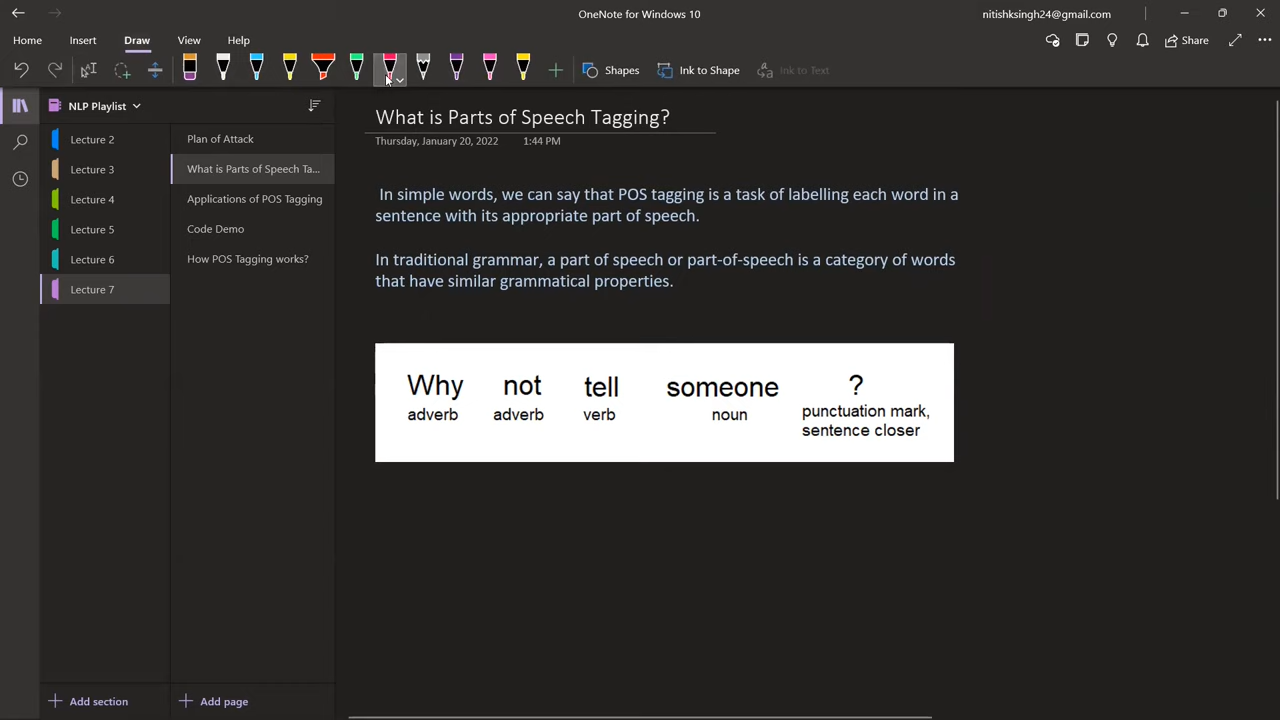 OneNote for Windows 10
nitishksingh24@gmail.com
Home
Insert
Draw
View
Help
Share
Shapes
Ink to Shape
Ink to Text
NLP Playlist
Lecture 2
Lecture 3
Lecture 4
Lecture 5
Lecture 6
Lecture 7
Plan of Attack
What is Parts of Speech Ta...
Applications of POS Tagging
Code Demo
How POS Tagging works?
What is Parts of Speech Tagging?
Thursday, January 20, 2022 1:44 PM
In simple words, we can say that POS tagging is a task of labelling each word in a
sentence with its appropriate part of speech.
In traditional grammar, a part of speech or part-of-speech is a category of words
that have similar grammatical properties.
Why not tell someone ?
adverb adverb verb noun punctuation mark,
sentence closer
Add section
Add page